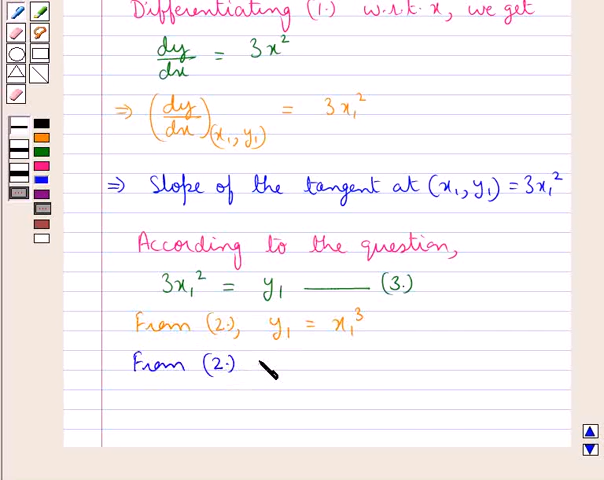 Differentiating (1.) w.r.t. x, we get
dy/dx = 3x²
⇒ (dy/dx)(x₁, y₁) = 3x₁²
⇒ Slope of the tangent at (x₁, y₁) = 3x₁²
According to the question,
3x₁² = y₁ —— (3.)
From (2.), y₁ = x₁³
From (2.)